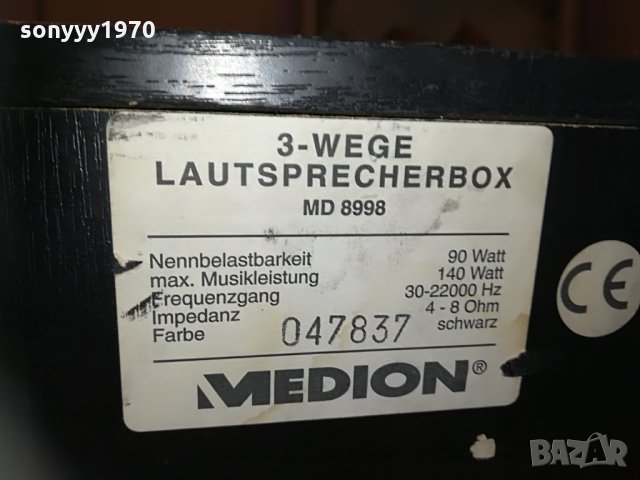 sonyyy1970
3-WEGE
LAUTSPRECHERBOX
MD 8998
Nennbelastbarkeit 90 Watt
max. Musikleistung 140 Watt
Frequenzgang 30-22000 Hz
Impedanz 4 - 8 Ohm
Farbe 047837 schwarz
MEDION®
CE
BAZAR